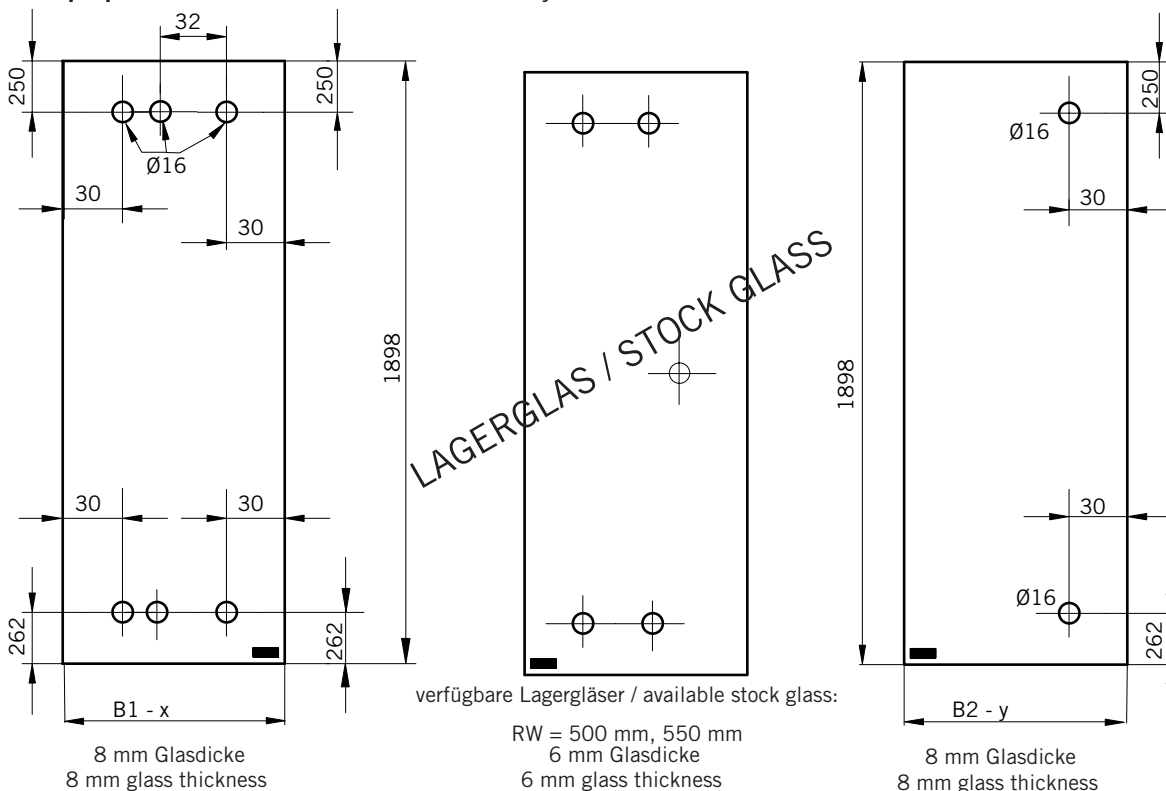 32
250
250
Ø16
30
30
1898
30
30
262
262
B1 - x
8 mm Glasdicke
8 mm glass thickness
LAGERGLAS / STOCK GLASS
verfügbare Lagergläser / available stock glass:
RW = 500 mm, 550 mm
6 mm Glasdicke
6 mm glass thickness
250
Ø16
30
1898
30
Ø16
262
B2 - y
8 mm Glasdicke
8 mm glass thickness